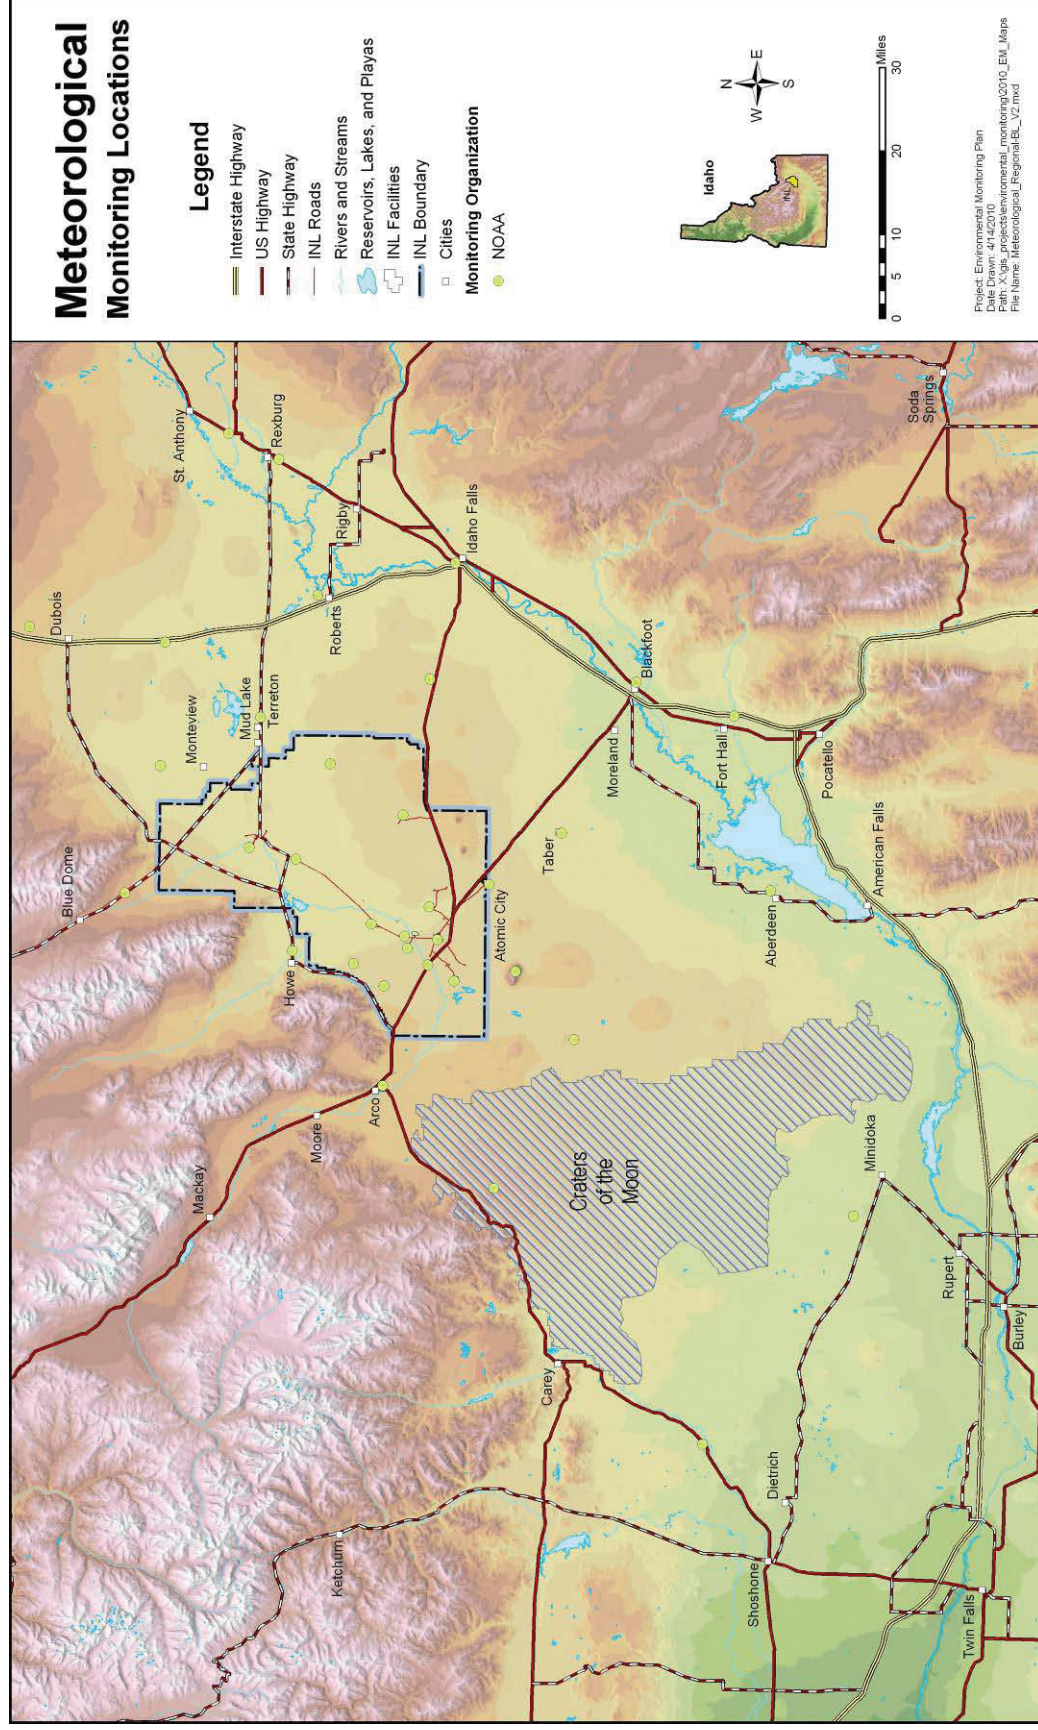 Meteorological
Monitoring Locations
Legend
Interstate Highway
US Highway
State Highway
INL Roads
Rivers and Streams
Reservoirs, Lakes, and Playas
INL Facilities
INL Boundary
Cities
Monitoring Organization
NOAA
Idaho
INL
N
W
E
S
0
5
10
20
30
Miles
Project: Environmental Monitoring Plan
Date Drawn: 4/14/2010
Path: X:\gis_projects\enviromental_monitoring\2010_EM_Maps
File Name: Meteorological_Regional-BL_V2.mxd
Blue Dome
Dubois
St. Anthony
Mackay
Monteview
Mud Lake
Terreton
Rexburg
Howe
Moore
Roberts
Rigby
Ketchum
Arco
Idaho Falls
Atomic City
Carey
Craters
of the
Moon
Taber
Moreland
Blackfoot
Fort Hall
Shoshone
Dietrich
Aberdeen
Pocatello
Minidoka
American Falls
Soda
Springs
Rupert
Twin Falls
Burley